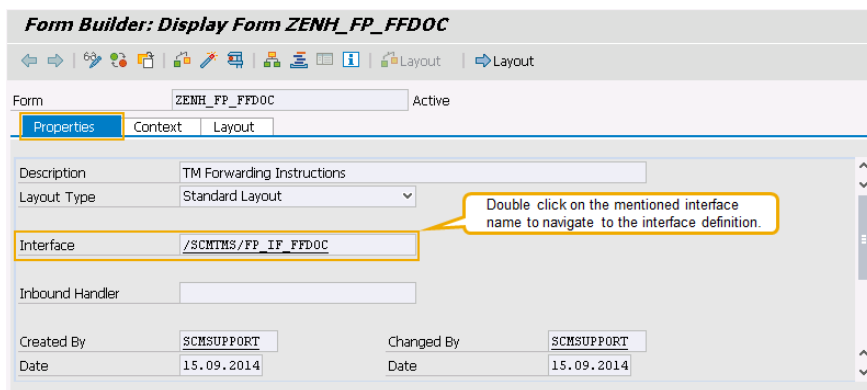 Form Builder: Display Form ZENH_FP_FFDOC
Layout Layout
Form ZENH_FP_FFDOC Active
Properties Context Layout
Description TM Forwarding Instructions
Layout Type Standard Layout
Double click on the mentioned interface
name to navigate to the interface definition.
Interface /SCMTMS/FP_IF_FFDOC
Inbound Handler
Created By SCMSUPPORT Changed By SCMSUPPORT
Date 15.09.2014 Date 15.09.2014